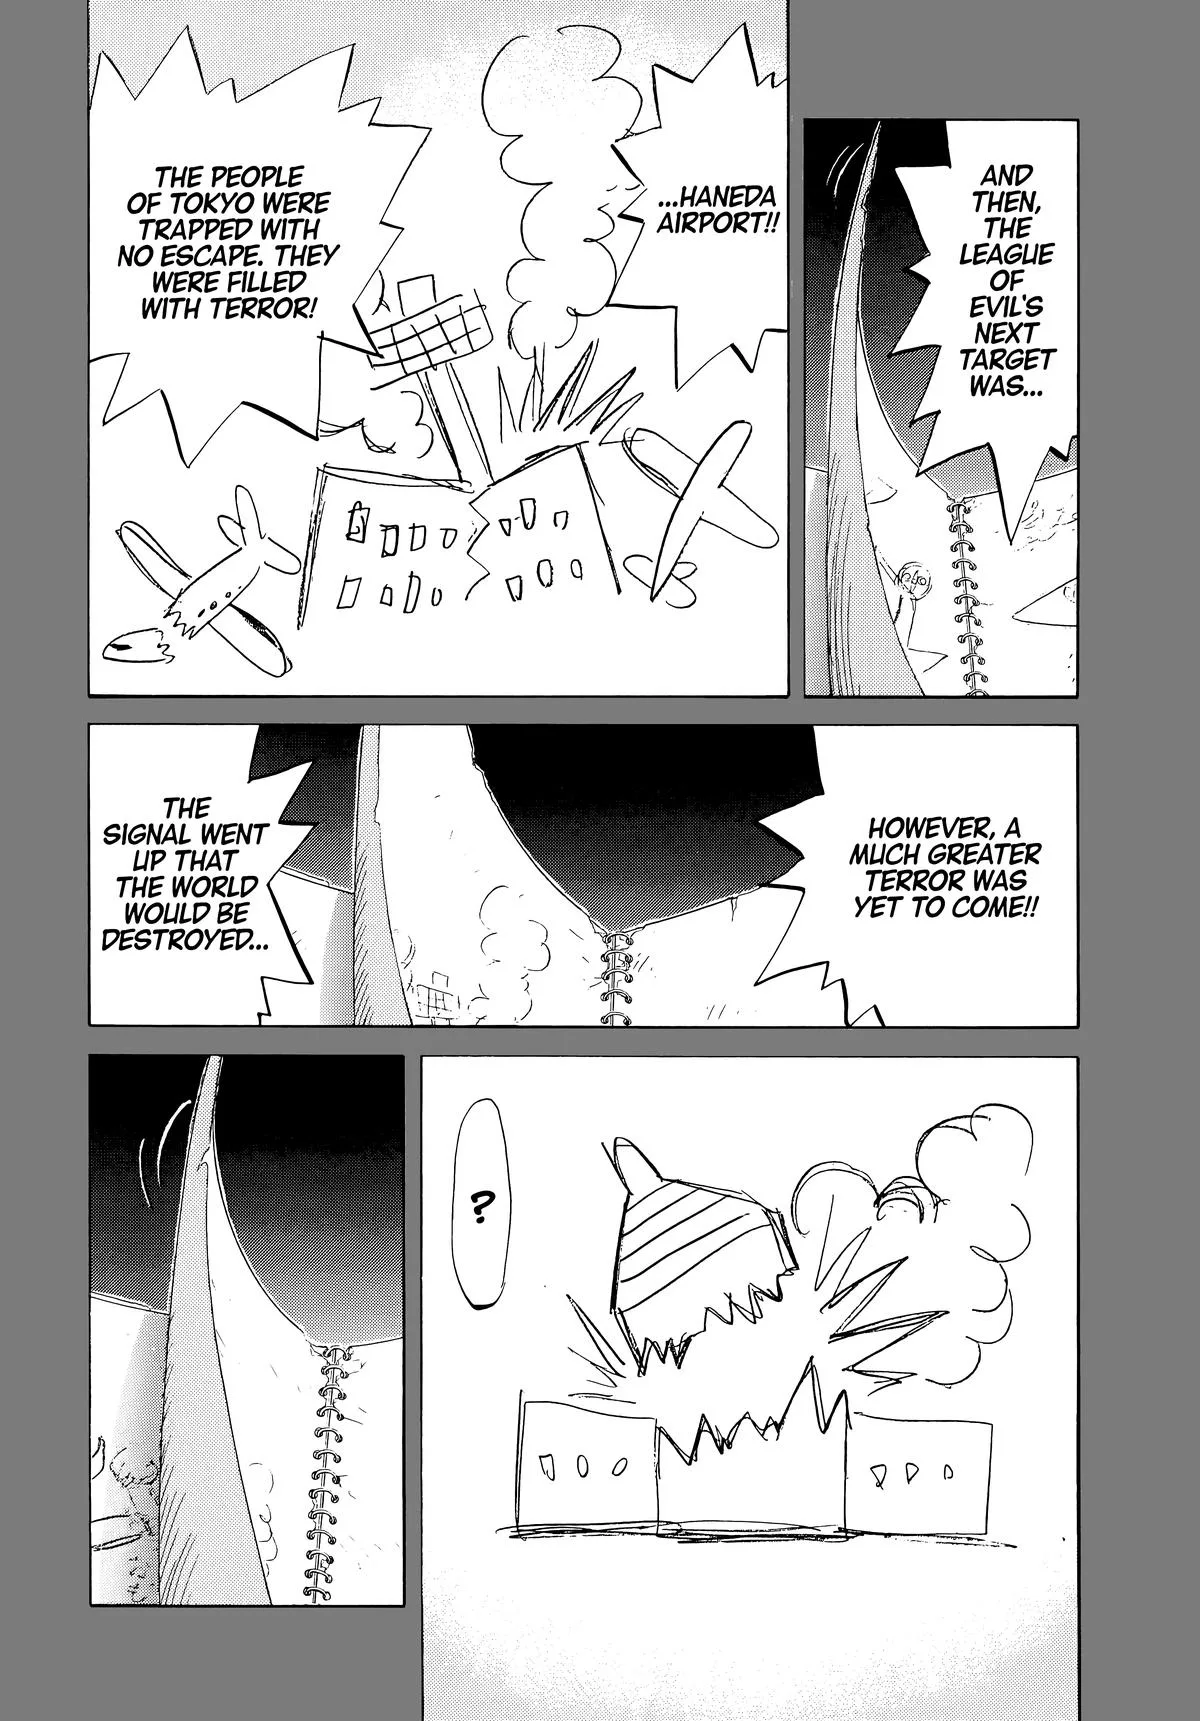 AND
THEN,
THE
LEAGUE
OF
EVIL'S
NEXT
TARGET
WAS...
...HANEDA
AIRPORT!!
THE PEOPLE
OF TOKYO WERE
TRAPPED WITH
NO ESCAPE. THEY
WERE FILLED
WITH TERROR!
HOWEVER, A
MUCH GREATER
TERROR WAS
YET TO COME!!
THE
SIGNAL WENT
UP THAT
THE WORLD
WOULD BE
DESTROYED...
?